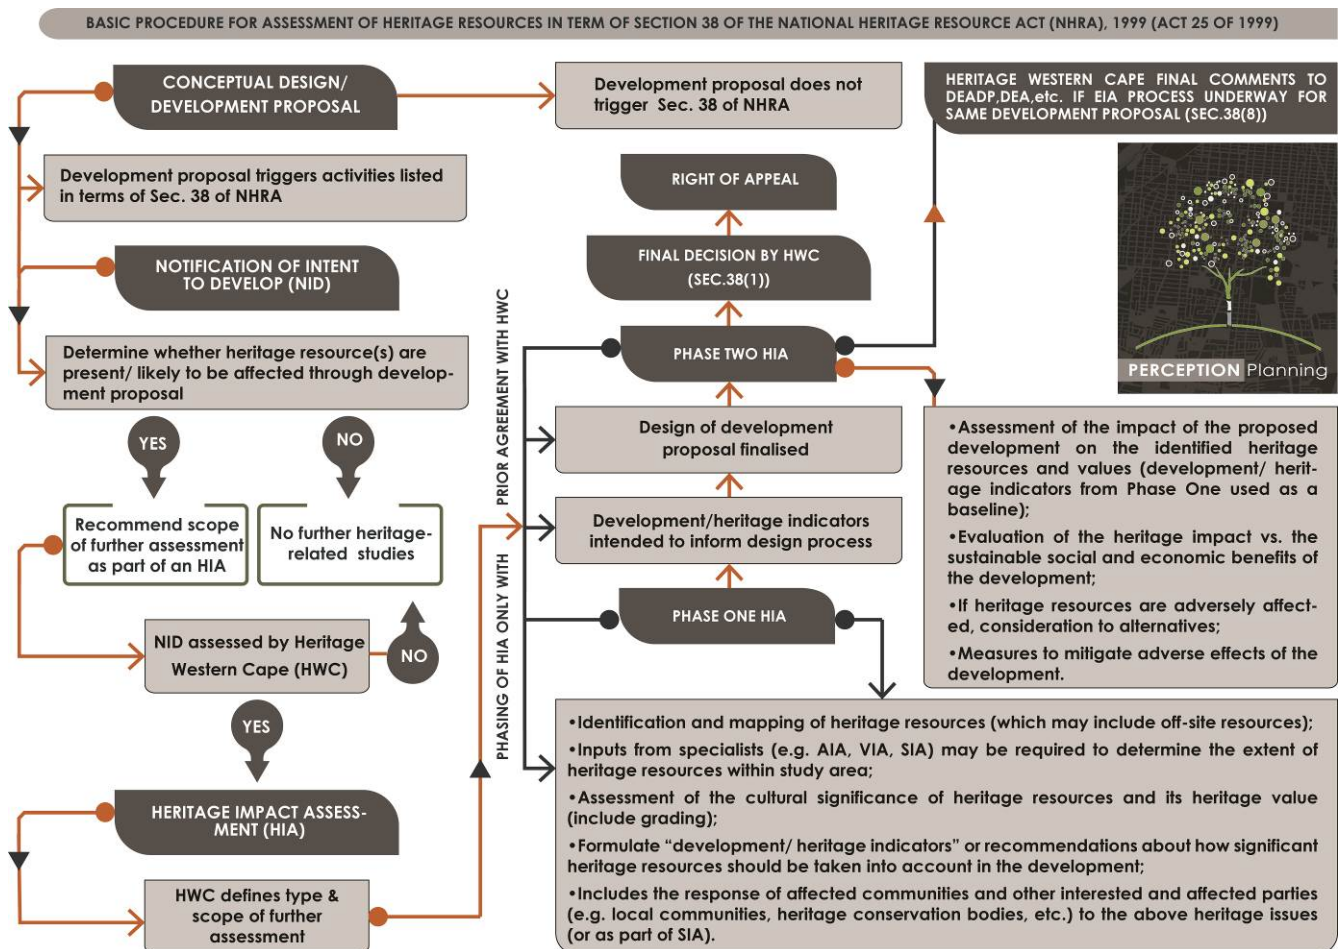 BASIC PROCEDURE FOR ASSESSMENT OF HERITAGE RESOURCES IN TERM OF SECTION 38 OF THE NATIONAL HERITAGE RESOURCE ACT (NHRA), 1999 (ACT 25 OF 1999)
CONCEPTUAL DESIGN/
DEVELOPMENT PROPOSAL
Development proposal does not
trigger Sec. 38 of NHRA
HERITAGE WESTERN CAPE FINAL COMMENTS TO
DEADP,DEA,etc. IF EIA PROCESS UNDERWAY FOR
SAME DEVELOPMENT PROPOSAL (SEC.38(8))
Development proposal triggers activities listed
in terms of Sec. 38 of NHRA
NOTIFICATION OF INTENT
TO DEVELOP (NID)
Determine whether heritage resource(s) are
present/ likely to be affected through develop-
ment proposal
YES
NO
Recommend scope
of further assessment
as part of an HIA
No further heritage-
related studies
NID assessed by Heritage
Western Cape (HWC)
NO
YES
HERITAGE IMPACT ASSESS-
MENT (HIA)
HWC defines type &
scope of further
assessment
PHASING OF HIA ONLY WITH PRIOR AGREEMENT WITH HWC
RIGHT OF APPEAL
FINAL DECISION BY HWC
(SEC.38(1))
PHASE TWO HIA
Design of development
proposal finalised
Development/heritage indicators
intended to inform design process
PHASE ONE HIA
PERCEPTION Planning
•Assessment of the impact of the proposed
development on the identified heritage
resources and values (development/ herit-
age indicators from Phase One used as a
baseline);
•Evaluation of the heritage impact vs. the
sustainable social and economic benefits of
the development;
•If heritage resources are adversely affect-
ed, consideration to alternatives;
•Measures to mitigate adverse effects of the
development.
•Identification and mapping of heritage resources (which may include off-site resources);
•Inputs from specialists (e.g. AIA, VIA, SIA) may be required to determine the extent of
heritage resources within study area;
•Assessment of the cultural significance of heritage resources and its heritage value
(include grading);
•Formulate “development/ heritage indicators” or recommendations about how significant
heritage resources should be taken into account in the development;
•Includes the response of affected communities and other interested and affected parties
(e.g. local communities, heritage conservation bodies, etc.) to the above heritage issues
(or as part of SIA).